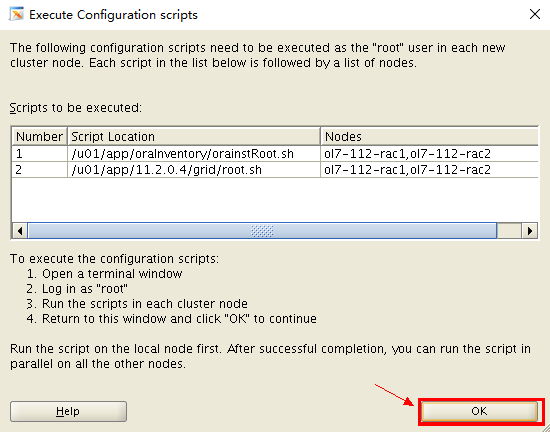 Execute Configuration scripts
The following configuration scripts need to be executed as the "root" user in each new
cluster node. Each script in the list below is followed by a list of nodes.
Scripts to be executed:
Number Script Location Nodes
1 /u01/app/oraInventory/orainstRoot.sh ol7-112-rac1,ol7-112-rac2
2 /u01/app/11.2.0.4/grid/root.sh ol7-112-rac1,ol7-112-rac2
To execute the configuration scripts:
1. Open a terminal window
2. Log in as "root"
3. Run the scripts in each cluster node
4. Return to this window and click "OK" to continue
Run the script on the local node first. After successful completion, you can run the script in
parallel on all the other nodes.
Help OK